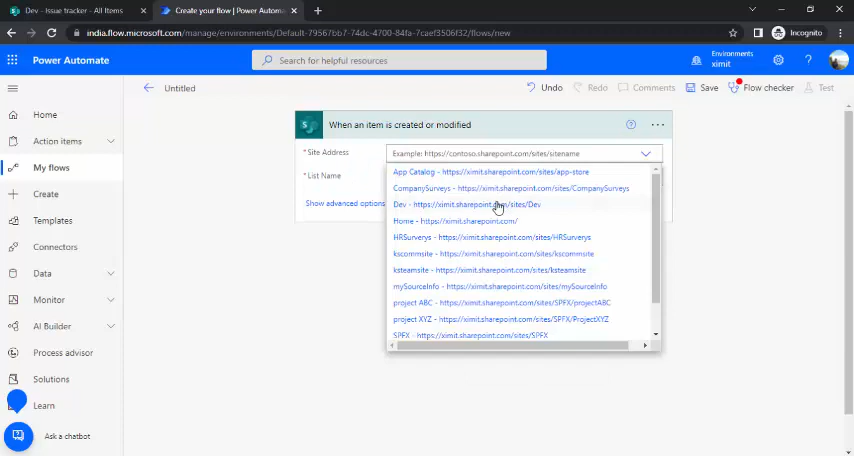 Dev - Issue tracker - All Items
Create your flow | Power Automate
india.flow.microsoft.com/manage/environments/Default-79567bb7-74dc-4700-84fa-7caef3506f32/flows/new
Incognito
Power Automate
Search for helpful resources
Environments
ximit
Untitled
Undo
Redo
Comments
Save
Flow checker
Test
Home
Action items
My flows
Create
Templates
Connectors
Data
Monitor
AI Builder
Process advisor
Solutions
Learn
Ask a chatbot
When an item is created or modified
* Site Address
Example: https://contoso.sharepoint.com/sites/sitename
* List Name
Show advanced options
App Catalog - https://ximit.sharepoint.com/sites/app-store
CompanySurveys - https://ximit.sharepoint.com/sites/CompanySurveys
Dev - https://ximit.sharepoint.com/sites/Dev
Home - https://ximit.sharepoint.com/
HRSurverys - https://ximit.sharepoint.com/sites/HRSurverys
kscommsite - https://ximit.sharepoint.com/sites/kscommsite
ksteamsite - https://ximit.sharepoint.com/sites/ksteamsite
mySourceInfo - https://ximit.sharepoint.com/sites/mySourceInfo
project ABC - https://ximit.sharepoint.com/sites/SPFX/projectABC
project XYZ - https://ximit.sharepoint.com/sites/SPFX/ProjectXYZ
SPFX - https://ximit.sharepoint.com/sites/SPFX